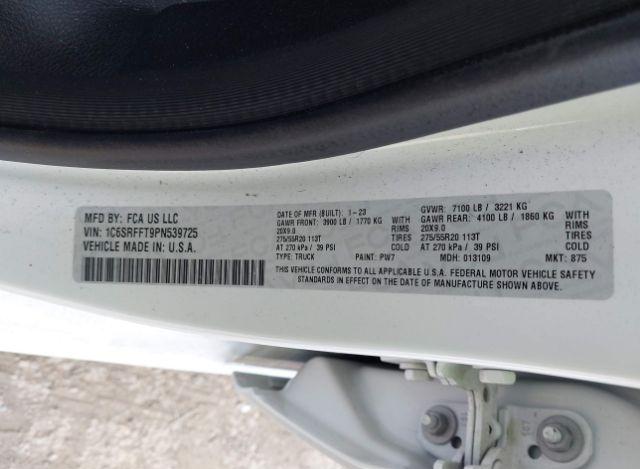 MFD BY: FCA US LLC
VIN: 1C6SRFFT9PN539725
VEHICLE MADE IN U.S.A.
DATE OF MFR (BUILT): 1-23
GAWR FRONT: 3900 LB / 1770 KG WITH
20X9.0 RIMS
275/55R20 113T TIRES
AT 270 kPa / 39 PSI COLD
TYPE: TRUCK PAINT: PW7
GVWR: 7100 LB / 3221 KG
GAWR REAR: 4100 LB / 1860 KG WITH
20X9.0 RIMS
275/55R20 113T TIRES
AT 270 kPa / 39 PSI COLD
MDH: 013109 MKT: 875
THIS VEHICLE CONFORMS TO ALL APPLICABLE U.S.A. FEDERAL MOTOR VEHICLE SAFETY
STANDARDS IN EFFECT ON THE DATE OF MANUFACTURE SHOWN ABOVE.